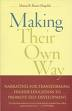 Marcia B. Baxter Magolda
Making
Their Own
Way
NARRATIVES FOR TRANSFORMING
HIGHER EDUCATION TO
PROMOTE SELF-DEVELOPMENT